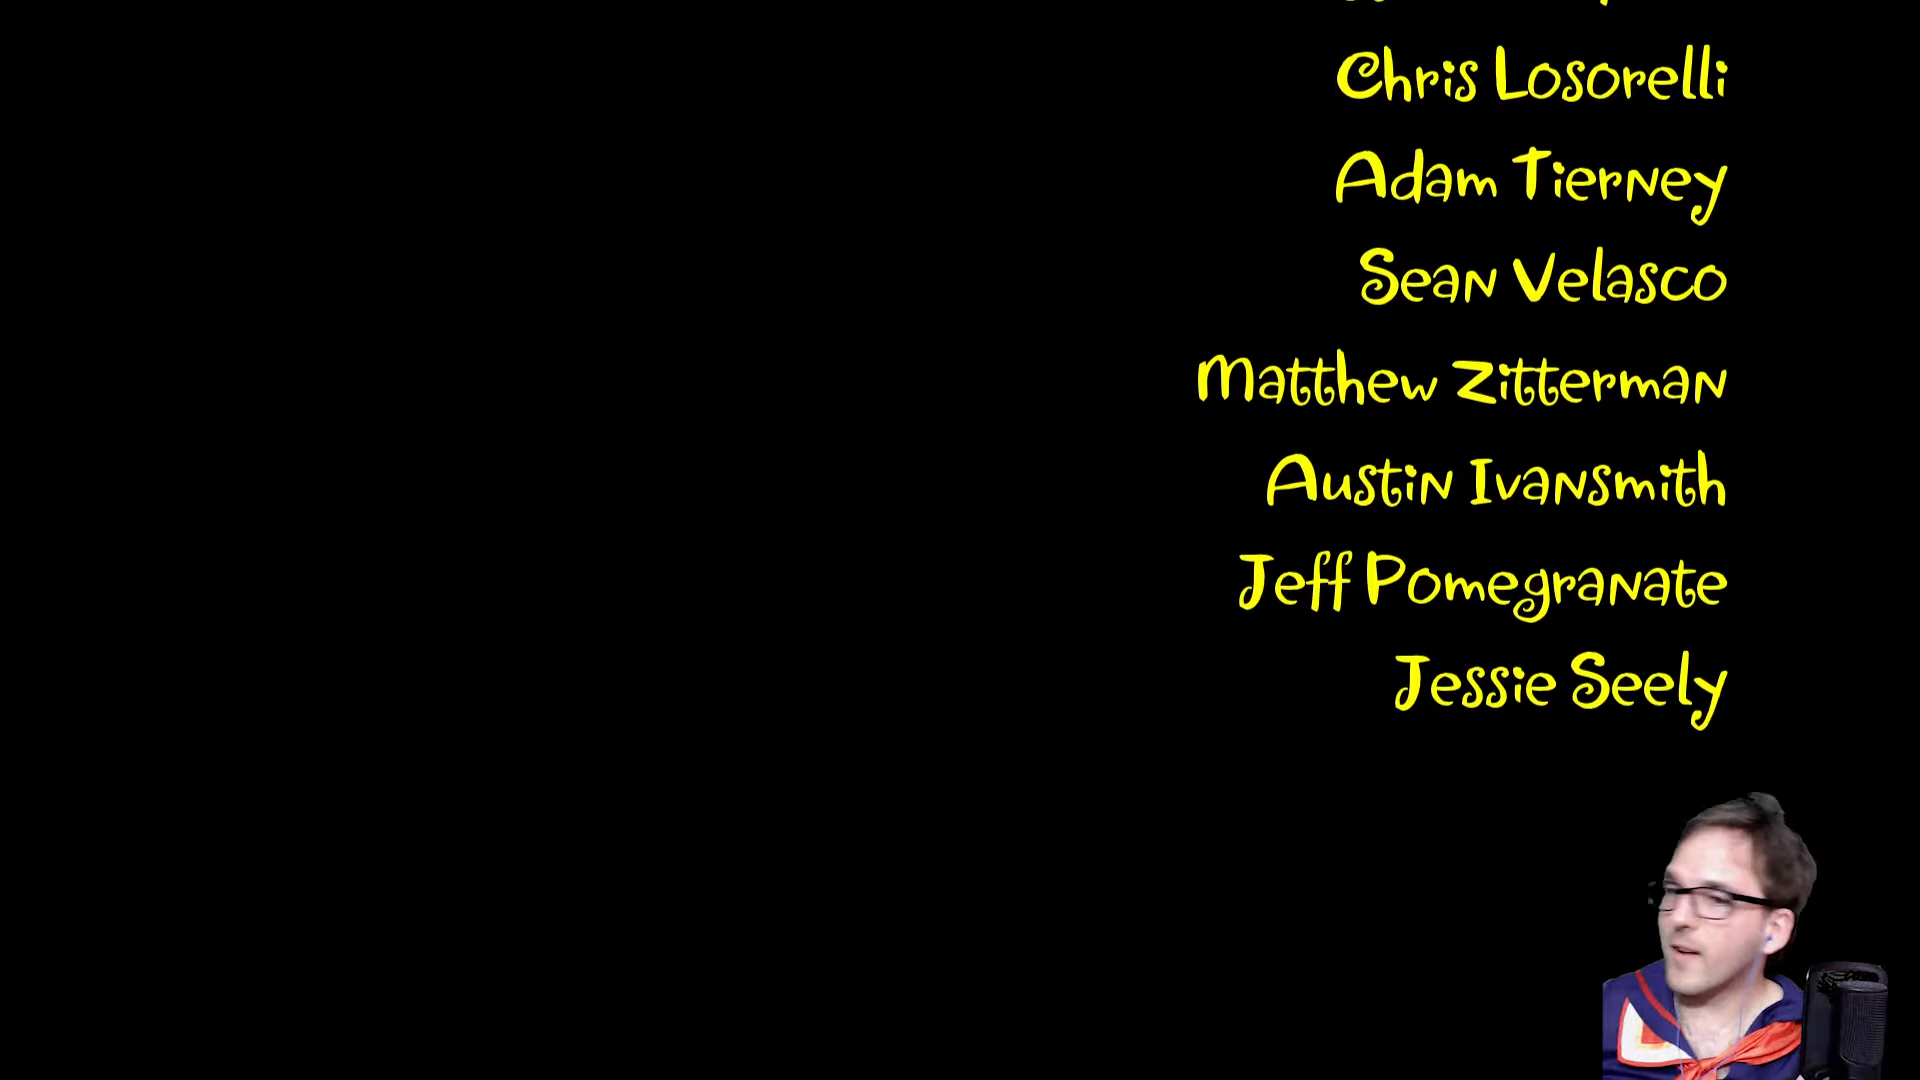 Chris Losorelli
Adam Tierney
Sean Velasco
Matthew Zitterman
Austin Ivansmith
Jeff Pomegranate
Jessie Seely